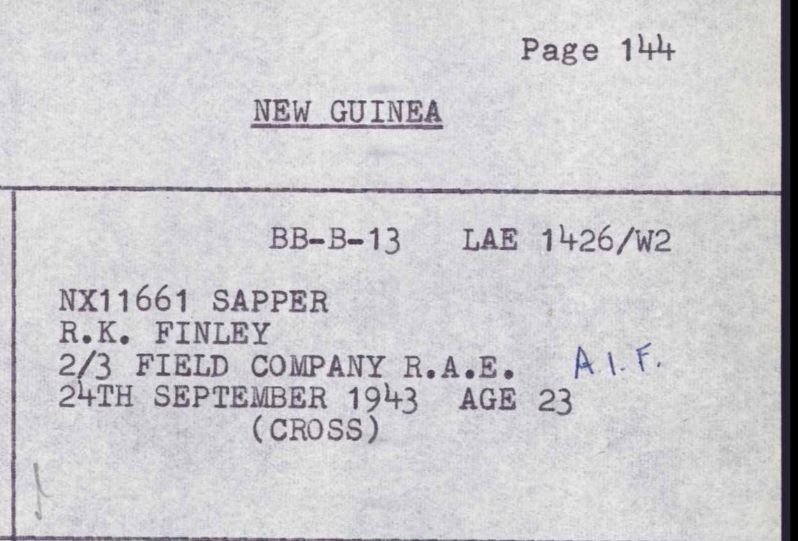 Page 144
NEW GUINEA
BB-B-13 LAE 1426/W2
NX11661 SAPPER
R.K. FINLEY
2/3 FIELD COMPANY R.A.E. A.I.F.
24TH SEPTEMBER 1943 AGE 23
(CROSS)